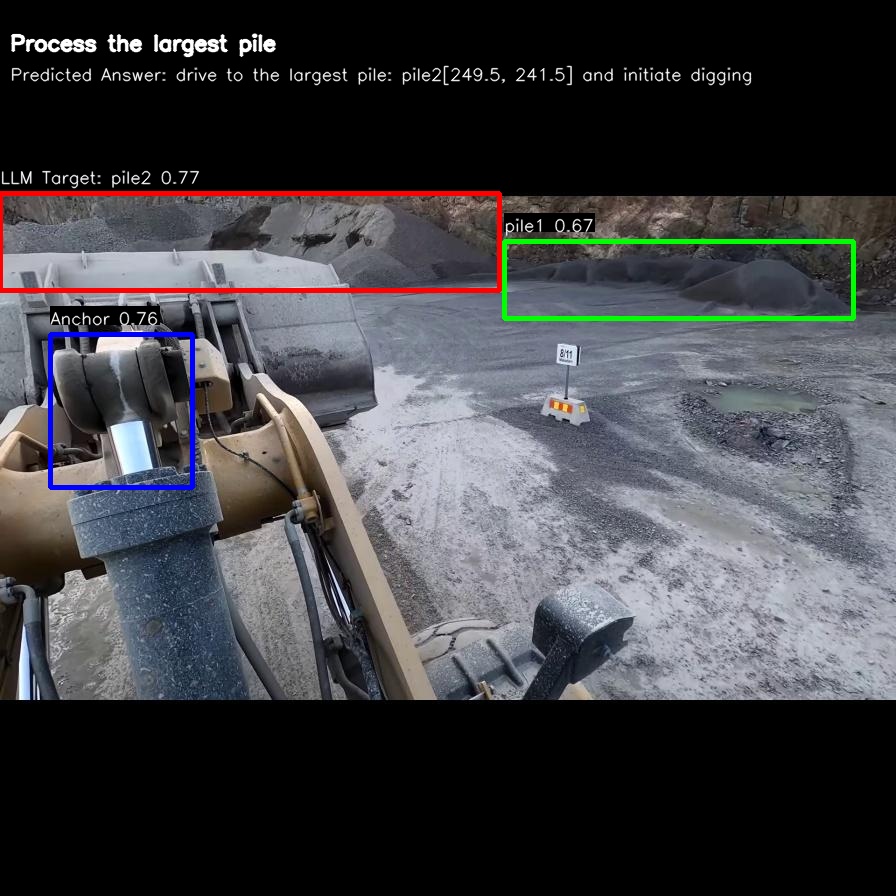 Process the largest pile
Predicted Answer: drive to the largest pile: pile2[249.5, 241.5] and initiate digging
LLM Target: pile2 0.77
pile1 0.67
Anchor 0.76
8/11